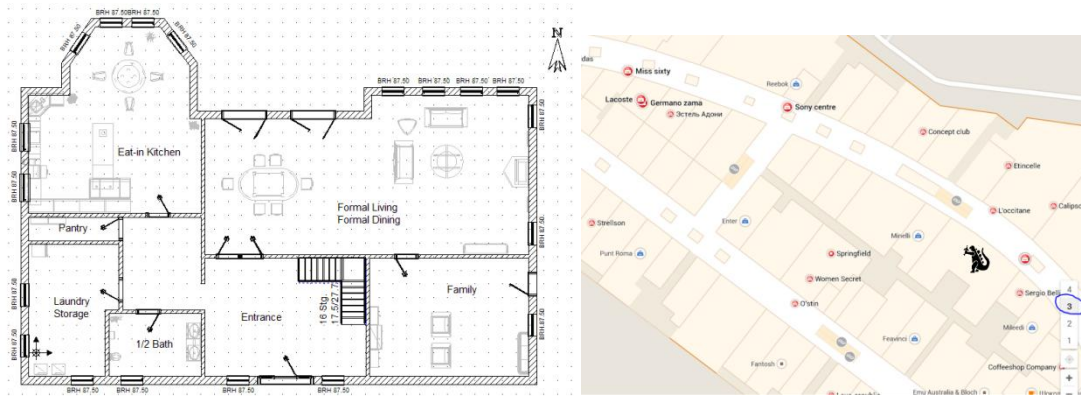 BRH 87.50 BRH 87.50
BRH 87.50
BRH 87.50
N
BRH 87.50 BRH 87.50 BRH 87.50 BRH 87.50
BRH 87.50
BRH 87.50
BRH 87.50
Eat-in Kitchen
Formal Living
Formal Dining
BRH 87.50
Pantry
Laundry
Storage
BRH 87.50
BRH 87.50
1/2 Bath
Entrance
16 Stg.
Family
BRH 87.50
BRH 87.50
BRH 87.50
BRH 87.50
BRH 87.50
BRH 87.50
das
Miss sixty
Reebok
Lacoste
Germano zama
Sony centre
Эстель Адони
Concept club
Etincelle
Strellson
Enter
L'occitane
Calipso
Minelli
Punt Roma
Springfield
Women Secret
Sergio Belli
O'stin
4
3
2
1
Mileedi
Feavinci
Fantosh
Coffeeshop Company
+
Emu Australia & Bloch